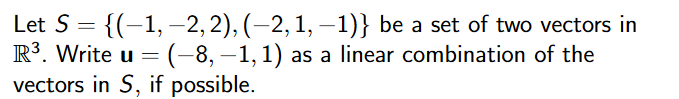 Let S = {(−1, −2, 2), (−2, 1, −1)} be a set of two vectors in
ℝ³. Write **u** = (−8, −1, 1) as a linear combination of the
vectors in S, if possible.